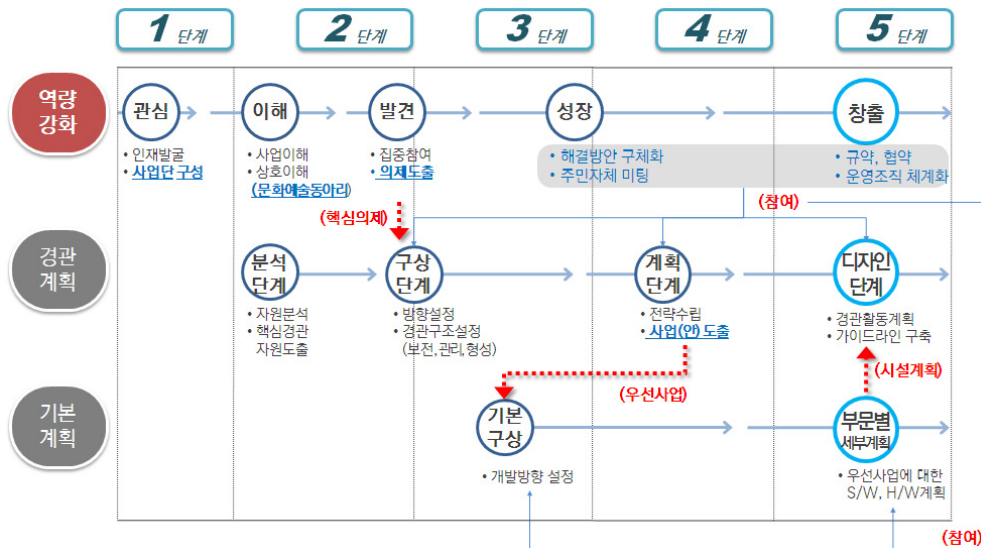 1 단계
2 단계
3 단계
4 단계
5 단계
역량
강화
관심
이해
발견
성장
창출
• 인재발굴
• 사업단 구성
• 사업이해
• 상호이해
(문화예술동아리)
• 집중참여
• 의제도출
• 해결방안 구체화
• 주민자체 미팅
• 규약, 협약
• 운영조직 체계화
(핵심의제)
(참여)
경관
계획
분석
단계
구상
단계
계획
단계
디자인
단계
• 자원분석
• 핵심경관
자원도출
• 방향설정
• 경관구조설정
(보전,관리,형성)
• 전략수립
• 사업(안) 도출
• 경관활동계획
• 가이드라인 구축
(우선사업)
(시설계획)
기본
계획
기본
구상
부문별
세부계획
• 개발방향 설정
• 우선사업에 대한
S/W, H/W계획
(참여)